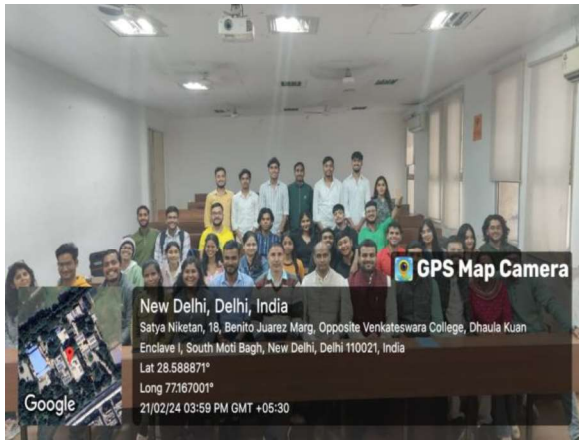 GPS Map Camera
New Delhi, Delhi, India
Satya Niketan, 18, Benito Juarez Marg, Opposite Venkateswara College, Dhaula Kuan
Enclave I, South Moti Bagh, New Delhi, Delhi 110021, India
Lat 28.588871°
Long 77.167001°
21/02/24 03:59 PM GMT +05:30
Google